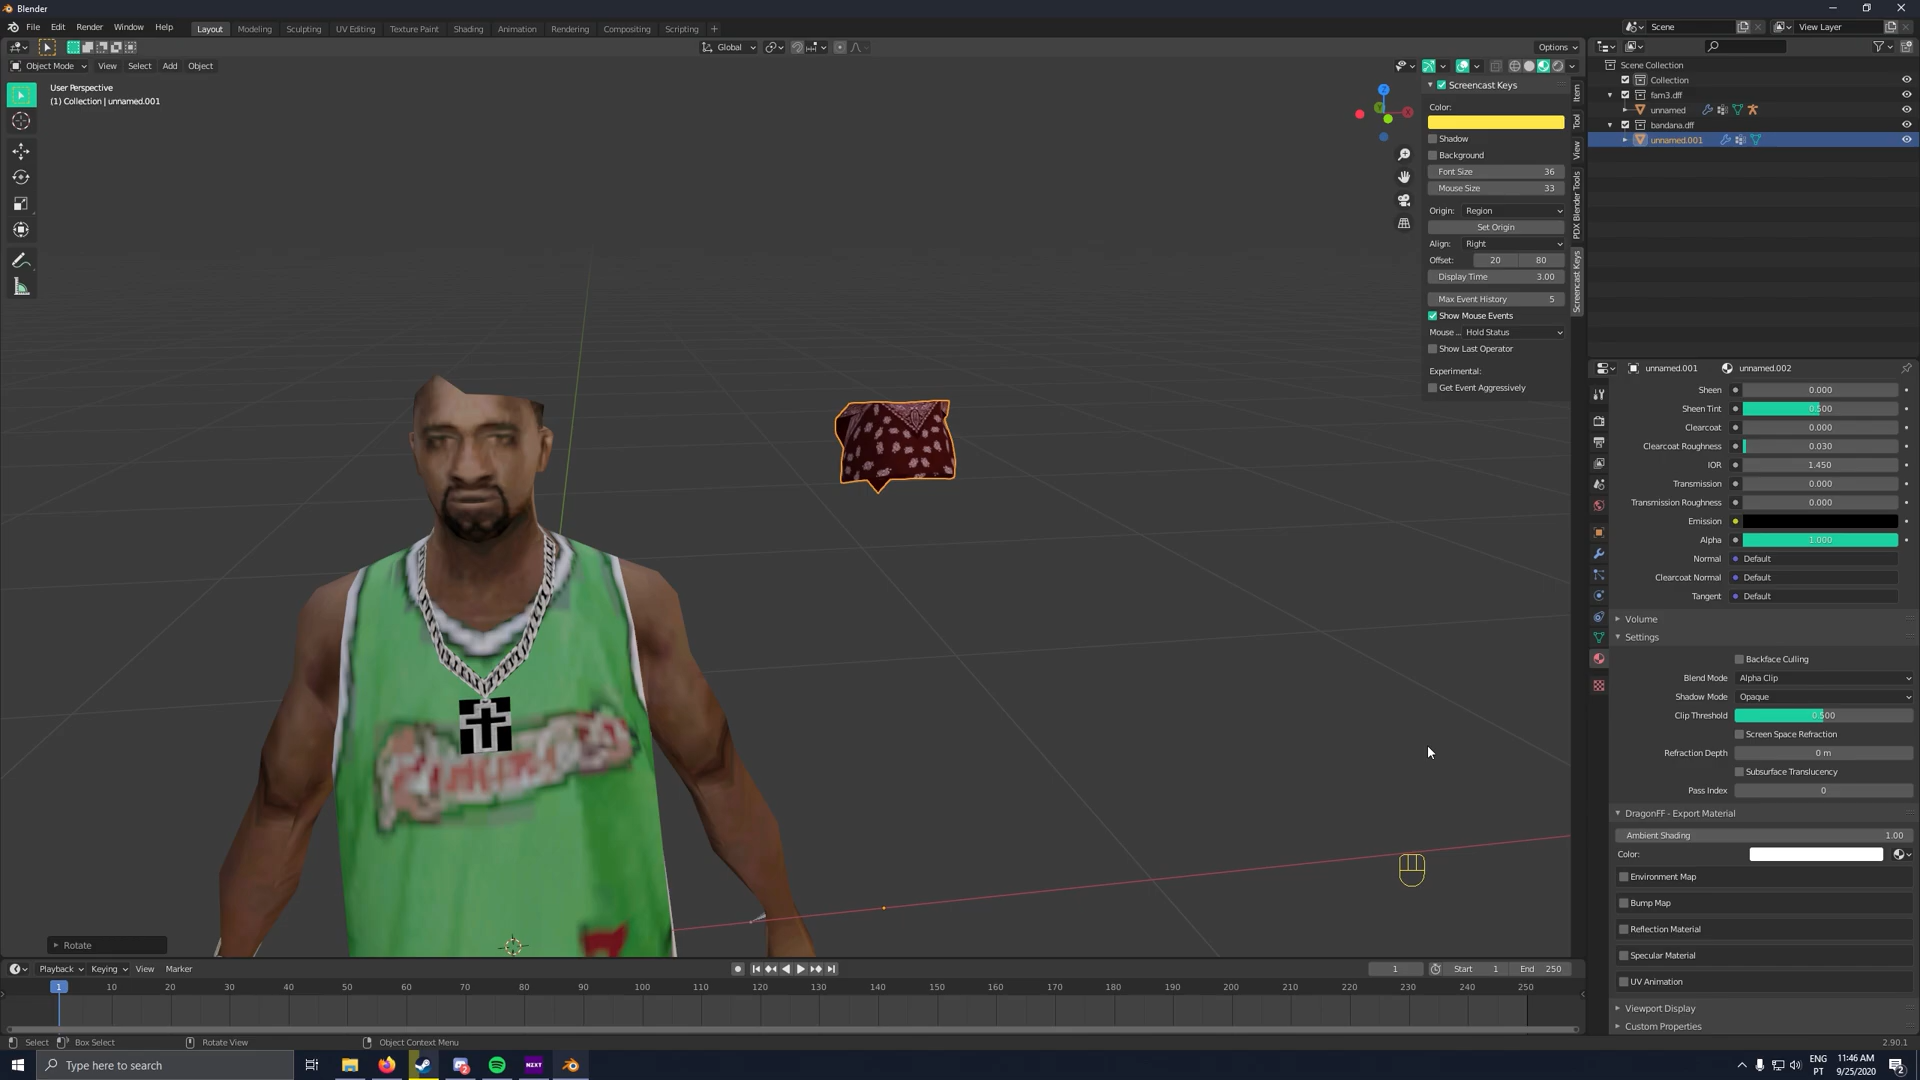 Blender
File Edit Render Window Help
Layout Modeling Sculpting UV Editing Texture Paint Shading Animation Rendering Compositing Scripting +
Scene
View Layer
Global
Options
Object Mode View Select Add Object
User Perspective
(1) Collection | unnamed.001
Z
Screencast Keys
Color:
Shadow
Background
Font Size 36
Mouse Size 33
Origin: Region
Set Origin
Align: Right
Offset: 20 80
Display Time 3.00
Max Event History 5
Show Mouse Events
Mouse ... Hold Status
Show Last Operator
Experimental:
Get Event Aggressively
Item
Tool
View
PDX Blender Tools
Screencast Keys
Scene Collection
Collection
fam3.dff
unnamed
bandana.dff
unnamed.001
unnamed.001 unnamed.002
Sheen 0.000
Sheen Tint 0.500
Clearcoat 0.000
Clearcoat Roughness 0.030
IOR 1.450
Transmission 0.000
Transmission Roughness 0.000
Emission
Alpha 1.000
Normal Default
Clearcoat Normal Default
Tangent Default
Volume
Settings
Backface Culling
Blend Mode Alpha Clip
Shadow Mode Opaque
Clip Threshold 0.500
Screen Space Refraction
Refraction Depth 0 m
Subsurface Translucency
Pass Index 0
DragonFF - Export Material
Ambient Shading 1.00
Color:
Environment Map
Bump Map
Reflection Material
Specular Material
UV Animation
Viewport Display
Custom Properties
Rotate
Playback Keying View Marker
1 Start 1 End 250
1 10 20 30 40 50 60 70 80 90 100 110 120 130 140 150 160 170 180 190 200 210 220 230 240 250
Select Box Select Rotate View Object Context Menu
2.90.1
Type here to search
NEXT
ENG
PT
11:46 AM
9/25/2020